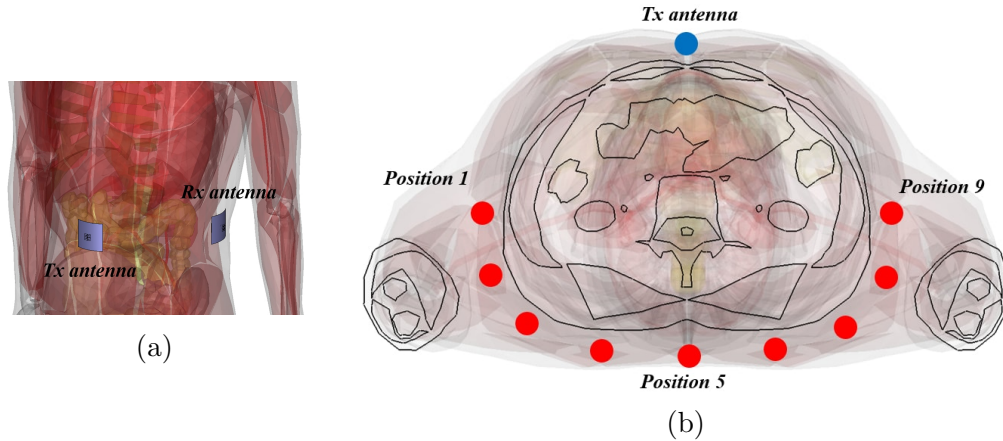 Rx antenna
Tx antenna
(a)
Tx antenna
Position 1
Position 9
Position 5
(b)